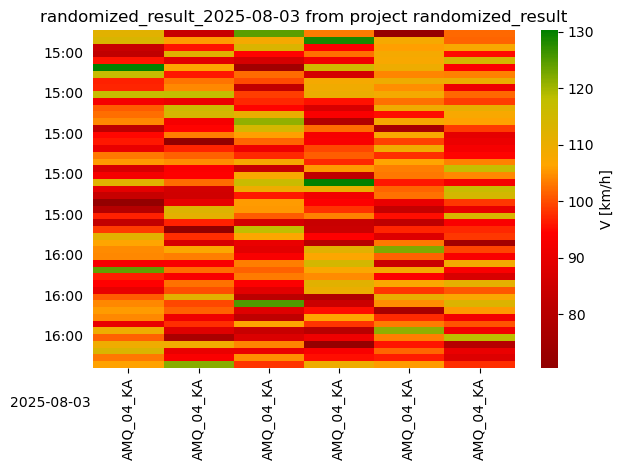 randomized_result_2025-08-03 from project randomized_result
15:00
15:00
15:00
15:00
15:00
16:00
16:00
16:00
2025-08-03
AMQ_04_KA
AMQ_04_KA
AMQ_04_KA
AMQ_04_KA
AMQ_04_KA
AMQ_04_KA
130
120
110
100
90
80
V [km/h]